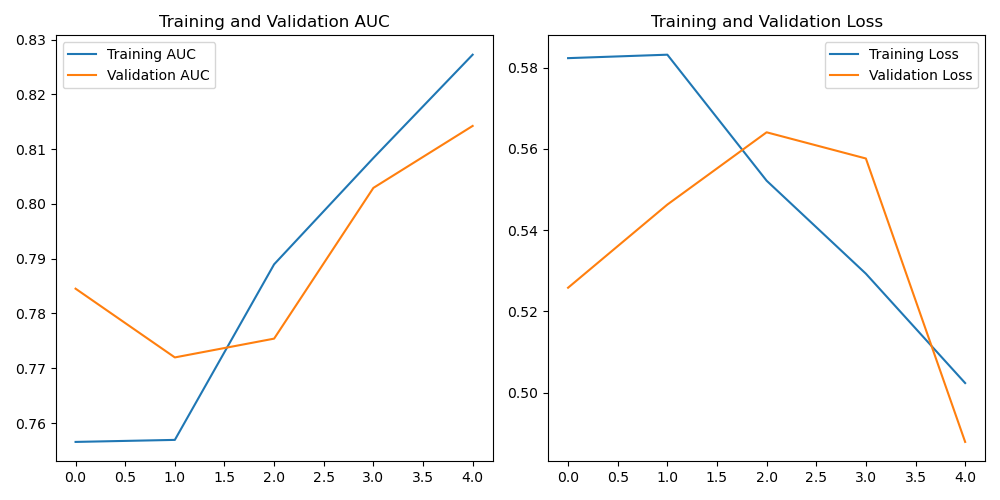 Training and Validation AUC
Training AUC
Validation AUC
0.83
0.82
0.81
0.80
0.79
0.78
0.77
0.76
0.0 0.5 1.0 1.5 2.0 2.5 3.0 3.5 4.0
Training and Validation Loss
Training Loss
Validation Loss
0.58
0.56
0.54
0.52
0.50
0.0 0.5 1.0 1.5 2.0 2.5 3.0 3.5 4.0